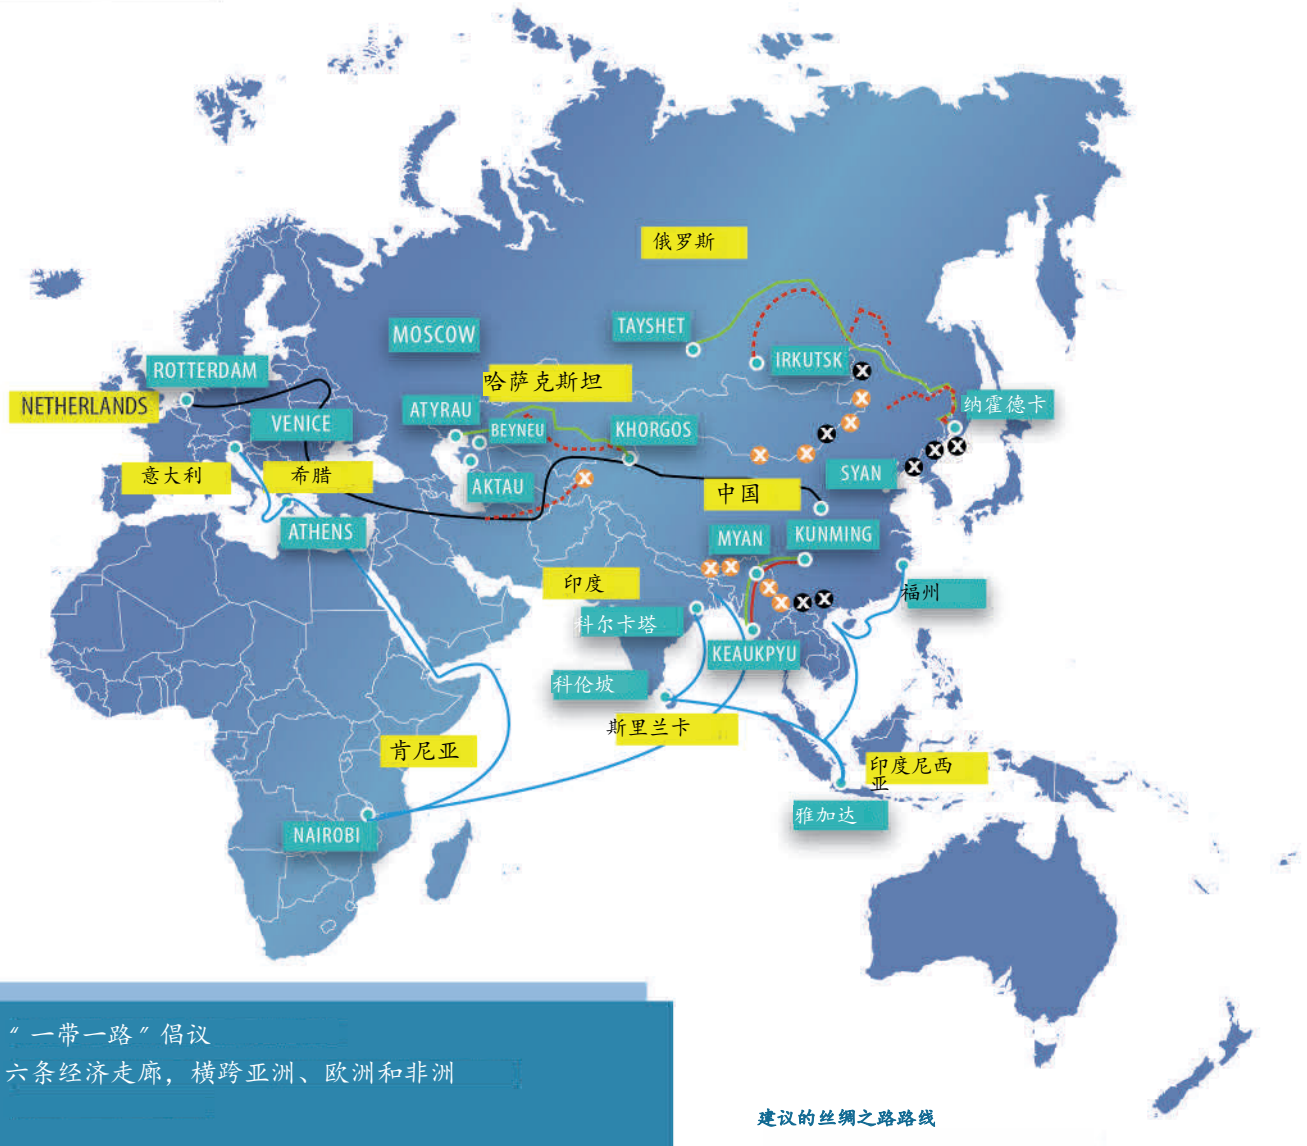 俄罗斯
TAYSHET
MOSCOW
IRKUTSK
ROTTERDAM
哈萨克斯坦
NETHERLANDS
ATYRAU
纳霍德卡
VENICE
BEYNEU
KHORGOS
意大利
希腊
AKTAU
SYAN
中国
ATHENS
MYAN
KUNMING
印度
福州
科尔卡塔
KEAUKPYU
科伦坡
斯里兰卡
肯尼亚
印度尼西
亚
雅加达
NAIROBI
“一带一路”倡议
六条经济走廊，横跨亚洲、欧洲和非洲
建议的丝绸之路路线